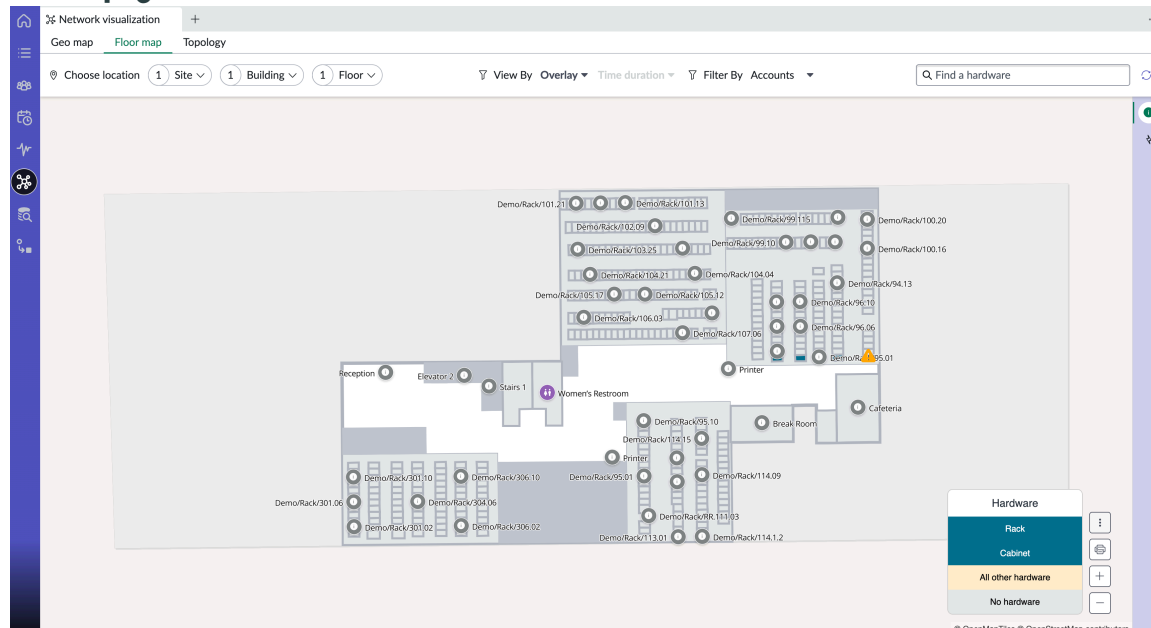 Network visualization +
Geo map Floor map Topology
Choose location 1 Site 1 Building 1 Floor View By Overlay Time duration Filter By Accounts Find a hardware
Demo/Rack/101.21 Demo/Rack/101.13
Demo/Rack/99.115 Demo/Rack/100.20
Demo/Rack/102.09
Demo/Rack/99.10
Demo/Rack/103.25 Demo/Rack/100.16
Demo/Rack/104.21 Demo/Rack/104.04
Demo/Rack/94.13
Demo/Rack/105.17 Demo/Rack/105.12
Demo/Rack/96.10
Demo/Rack/106.03
Demo/Rack/96.06
Demo/Rack/107.06
Demo/Rack/95.01
Printer
Reception Elevator 2
Stairs 1
Women's Restroom
Cafeteria
Demo/Rack/95.10 Break Room
Demo/Rack/114.15
Printer
Demo/Rack/301.10 Demo/Rack/306.10 Demo/Rack/95.01 Demo/Rack/114.09
Demo/Rack/301.06 Demo/Rack/304.06
Demo/Rack/RR.111.03
Demo/Rack/301.02 Demo/Rack/306.02
Demo/Rack/113.01 Demo/Rack/114.1.2
Hardware
Rack
Cabinet
All other hardware
No hardware
+
−